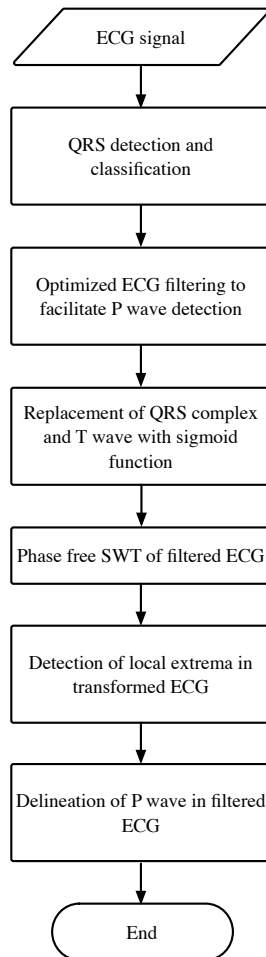 ECG signal
QRS detection and
classification
Optimized ECG filtering to
facilitate P wave detection
Replacement of QRS complex
and T wave with sigmoid
function
Phase free SWT of filtered ECG
Detection of local extrema in
transformed ECG
Delineation of P wave in filtered
ECG
End